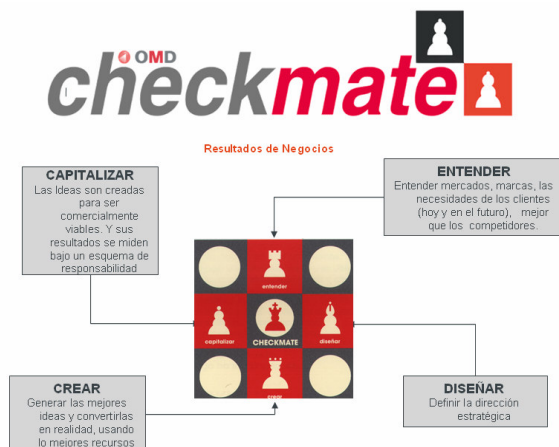 OMD
checkmate
Resultados de Negocios
CAPITALIZAR
Las Ideas son creadas
para ser
comercialmente
viables. Y sus
resultados se miden
bajo un esquema de
responsabilidad
ENTENDER
Entender mercados, marcas, las
necesidades de los clientes
(hoy y en el futuro), mejor
que los competidores.
entender
capitalizar
CHECKMATE
diseñar
crear
CREAR
Generar las mejores
ideas y convertirlas
en realidad, usando
lo mejores recursos
DISEÑAR
Definir la dirección
estratégica